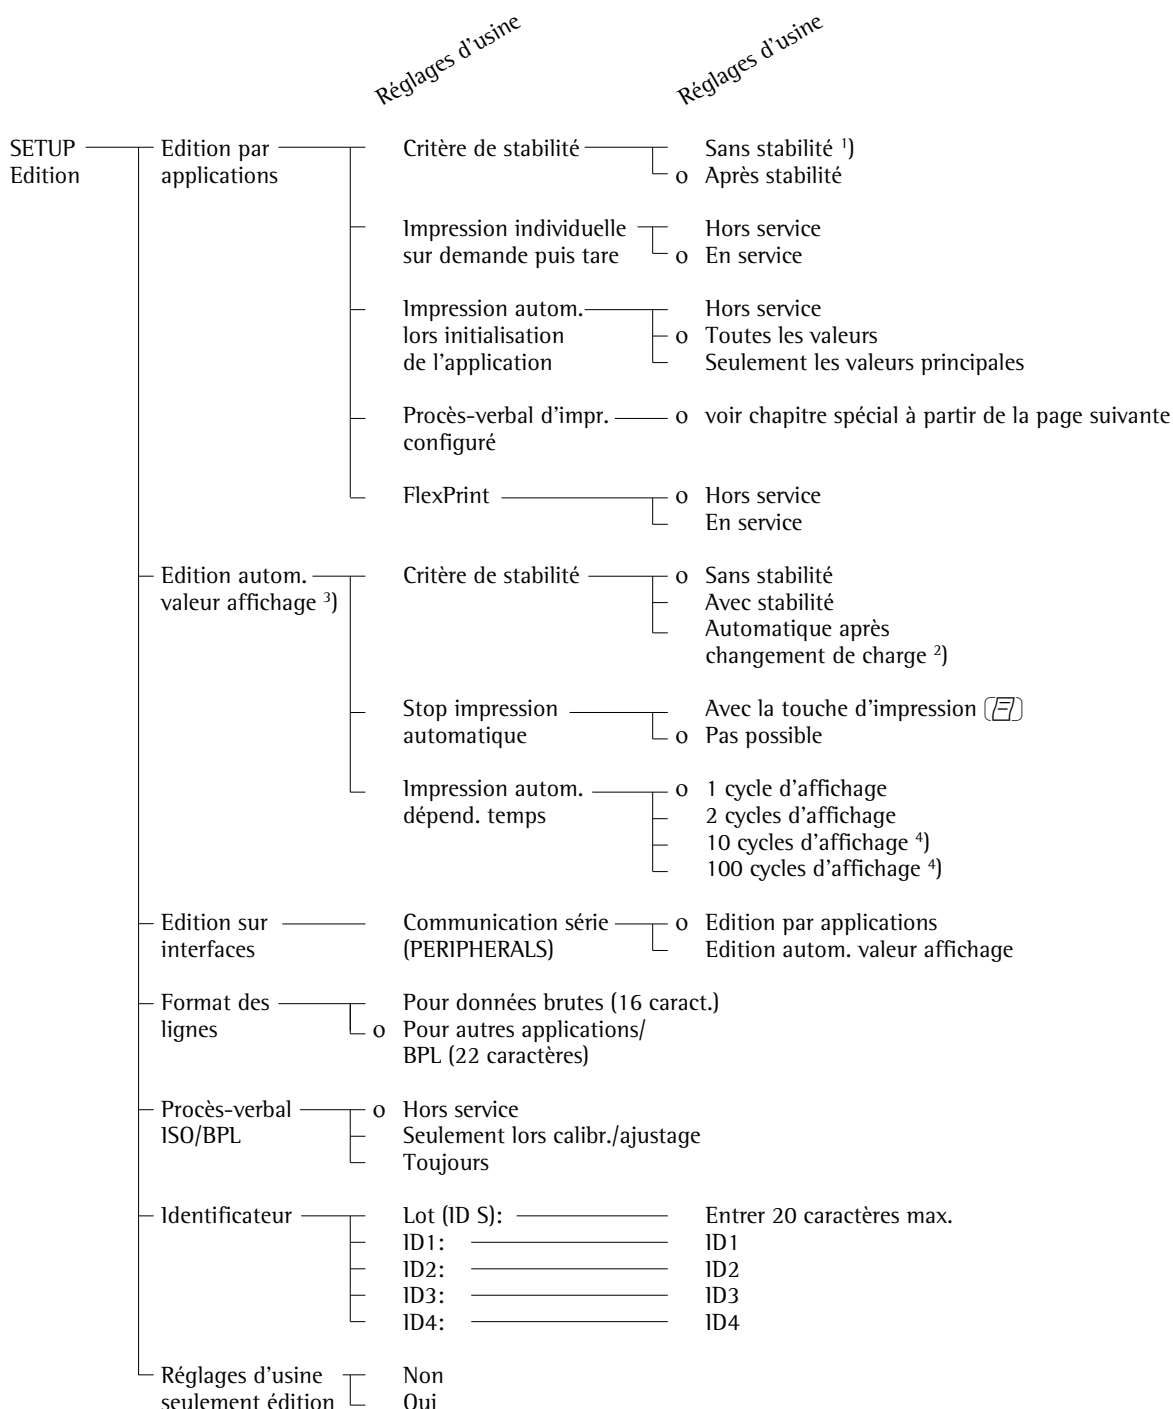 Réglages d'usine Réglages d'usine
SETUP Edition par Critère de stabilité Sans stabilité ¹)
Edition applications o Après stabilité
Impression individuelle Hors service
sur demande puis tare o En service
Impression autom. Hors service
lors initialisation o Toutes les valeurs
de l'application Seulement les valeurs principales
Procès-verbal d'impr. o voir chapitre spécial à partir de la page suivante
configuré
FlexPrint o Hors service
En service
Edition autom. Critère de stabilité o Sans stabilité
valeur affichage ³) Avec stabilité
Automatique après
changement de charge ²)
Stop impression Avec la touche d'impression
automatique o Pas possible
Impression autom. o 1 cycle d'affichage
dépend. temps 2 cycles d'affichage
10 cycles d'affichage ⁴)
100 cycles d'affichage ⁴)
Edition sur Communication série o Edition par applications
interfaces (PERIPHERALS) Edition autom. valeur affichage
Format des Pour données brutes (16 caract.)
lignes o Pour autres applications/
BPL (22 caractères)
Procès-verbal o Hors service
ISO/BPL Seulement lors calibr./ajustage
Toujours
Identificateur Lot (ID S): Entrer 20 caractères max.
ID1: ID1
ID2: ID2
ID3: ID3
ID4: ID4
Réglages d'usine Non
seulement édition Oui